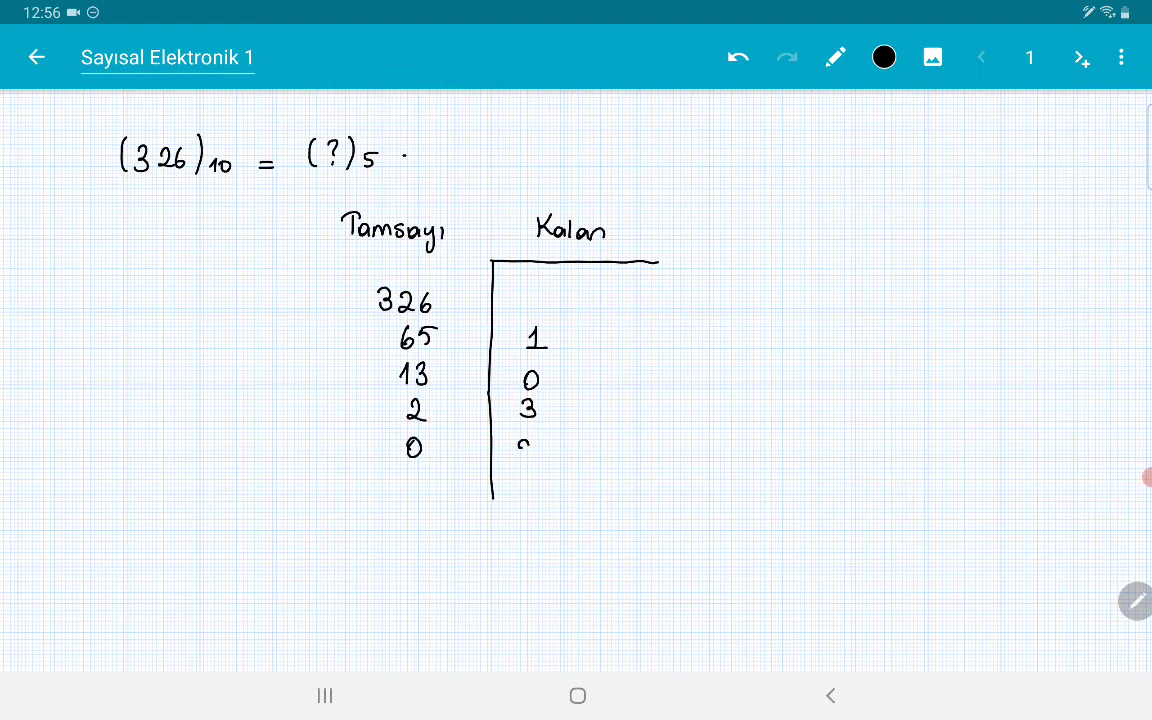 12:56
Sayısal Elektronik 1
1
(326)10 = (?)5 .
Tamsayı Kalan
326
65 1
13 0
2 3
0